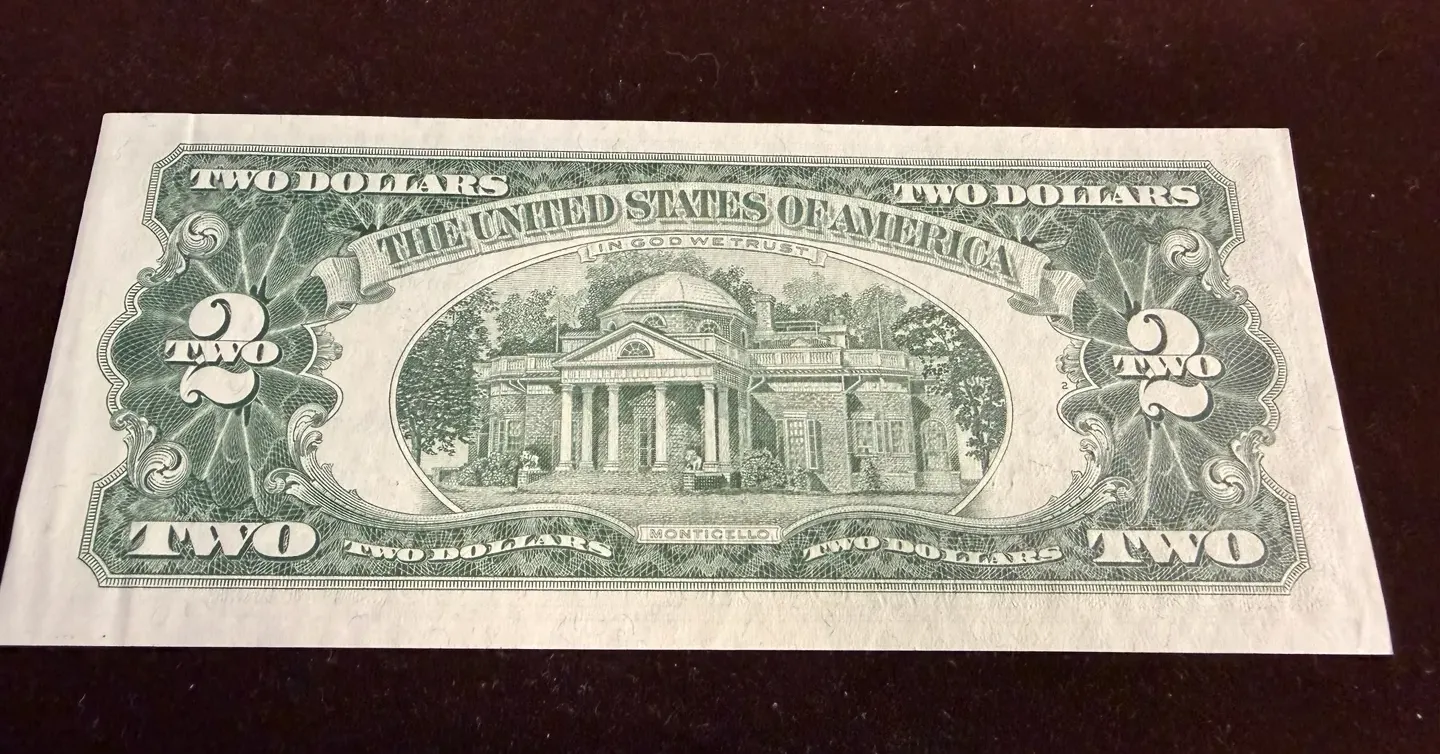 TWO DOLLARS TWO DOLLARS
THE UNITED STATES OF AMERICA
IN GOD WE TRUST
2 2
TWO TWO
2
MONTICELLO
TWO TWO DOLLARS TWO DOLLARS TWO